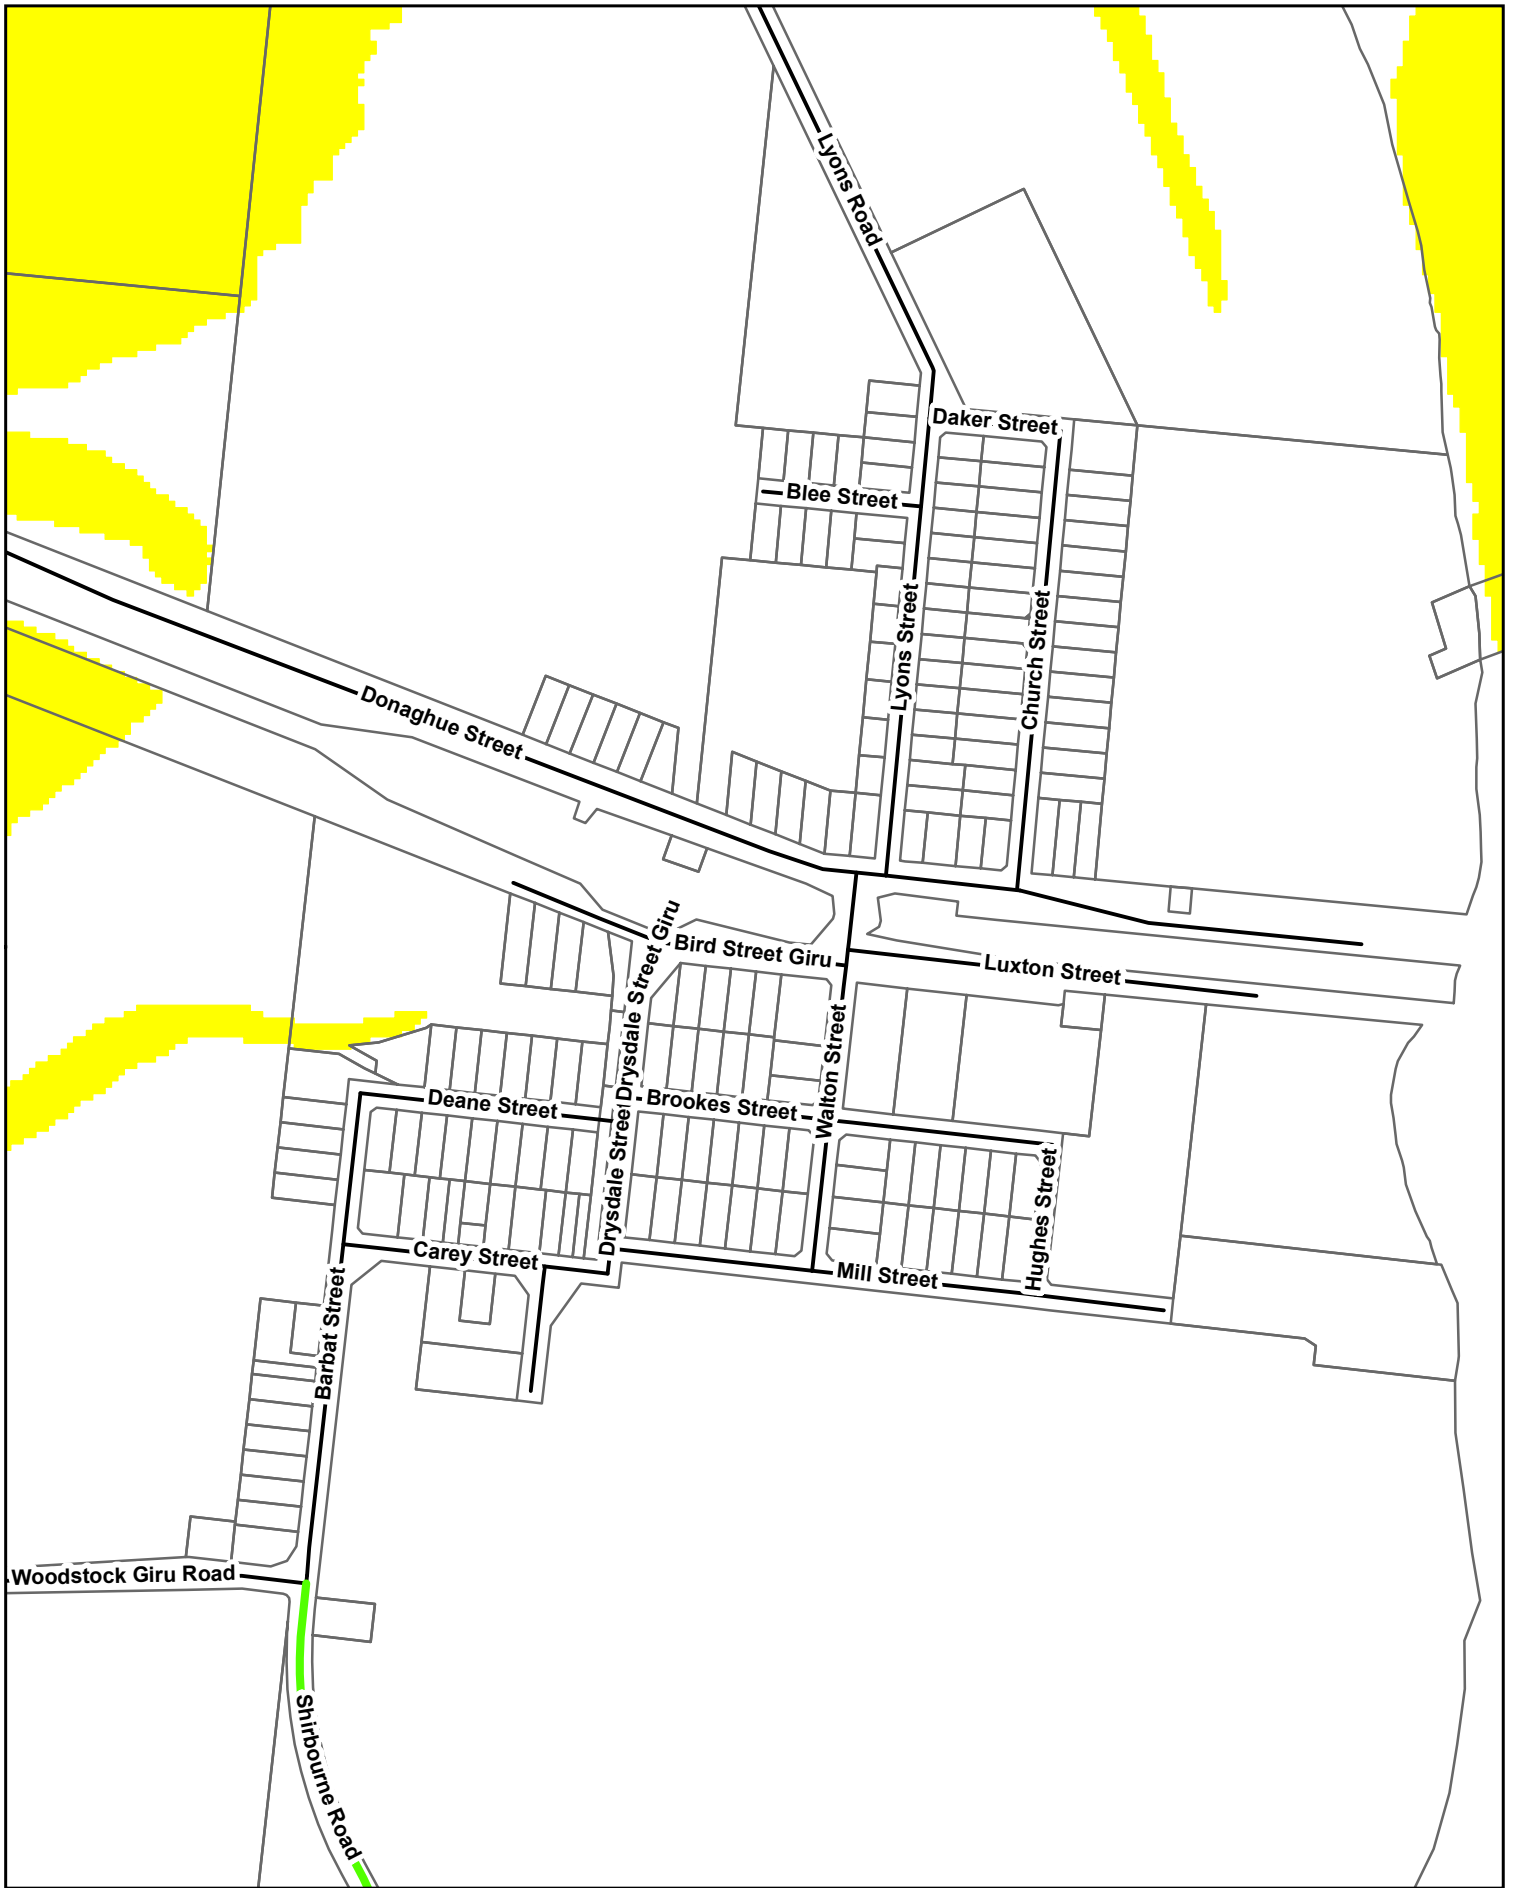 Lyons Road
Daker Street
Blee Street
Lyons Street
Church Street
Donaghue Street
Drysdale Street Giru
Bird Street Giru
Luxton Street
Walton Street
Deane Street
Brookes Street
Drysdale Street
Hughes Street
Carey Street
Mill Street
Barbat Street
Woodstock Giru Road
Shirbourne Road